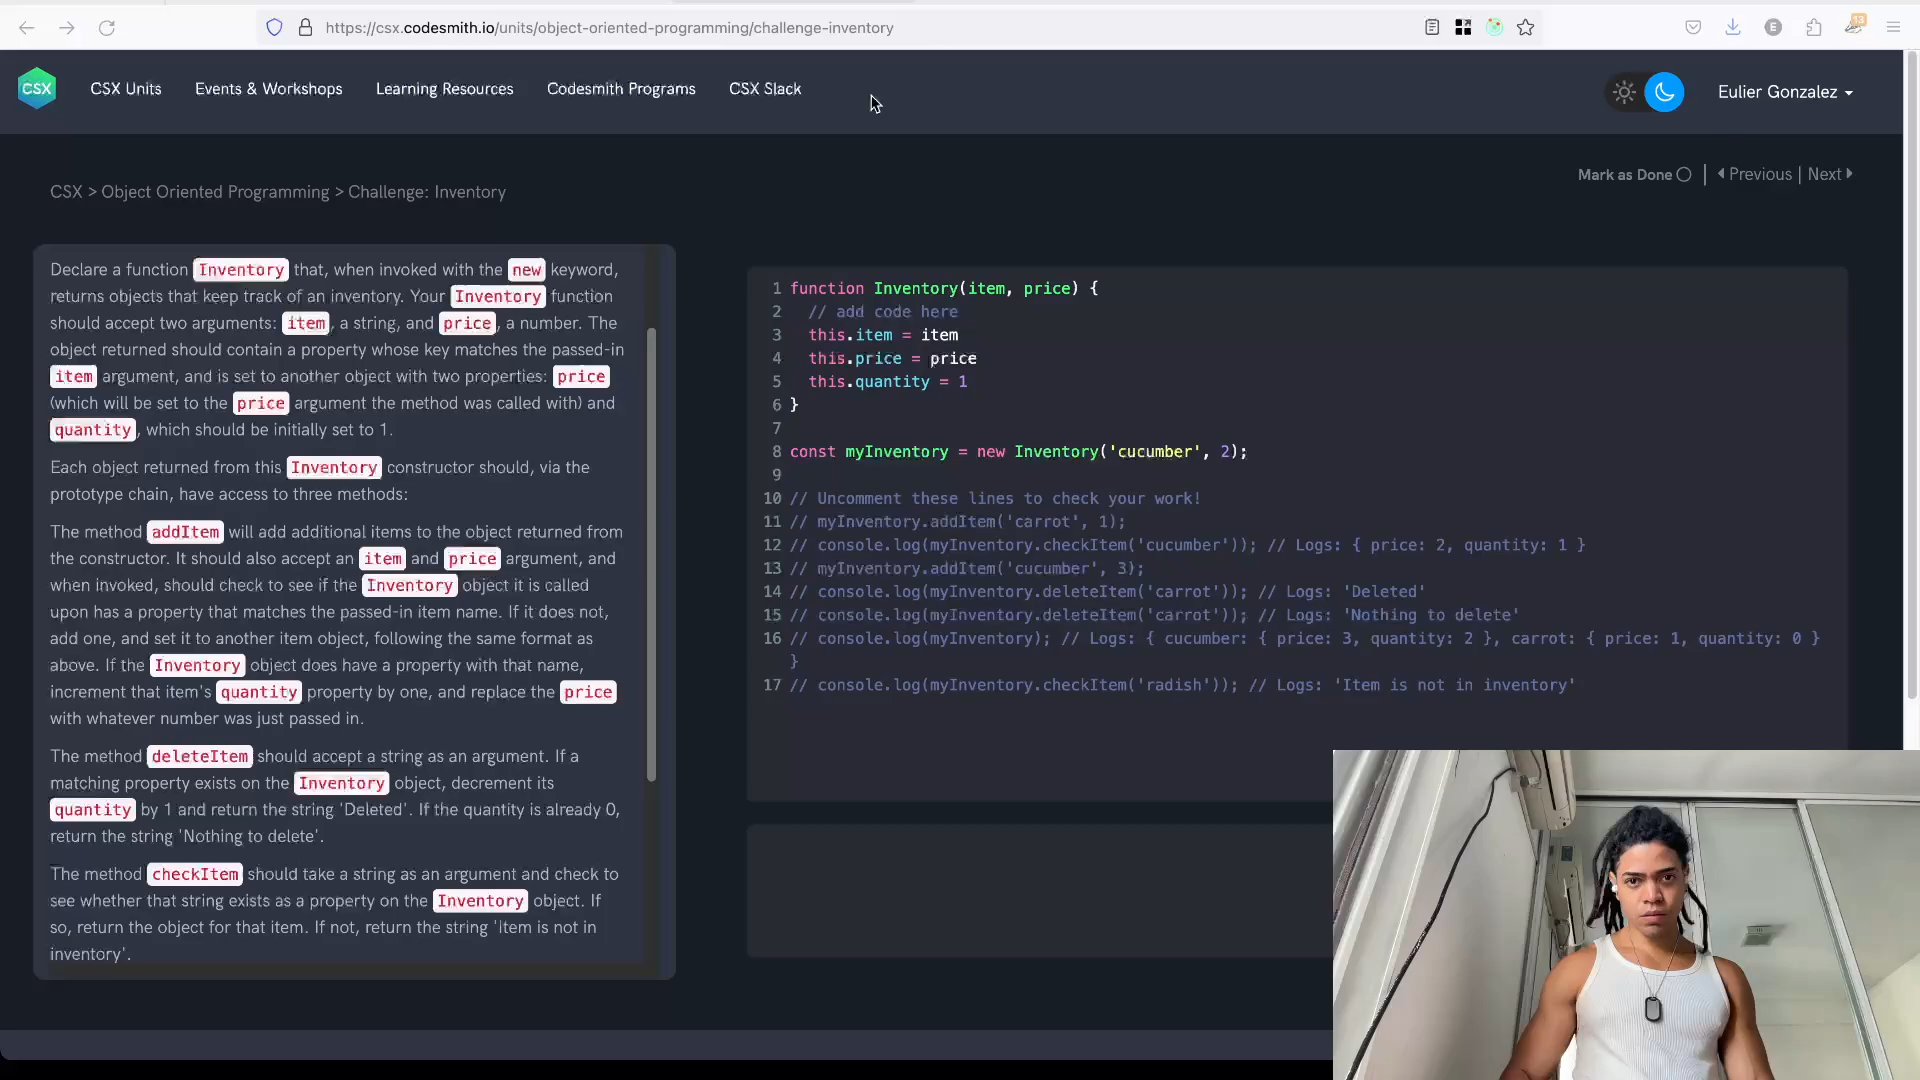 https://csx.codesmith.io/units/object-oriented-programming/challenge-inventory
E
13
CSX
CSX Units
Events & Workshops
Learning Resources
Codesmith Programs
CSX Slack
Eulier Gonzalez
CSX > Object Oriented Programming > Challenge: Inventory
Mark as Done
Previous | Next
Declare a function Inventory that, when invoked with the new keyword,
returns objects that keep track of an inventory. Your Inventory function
should accept two arguments: item, a string, and price, a number. The
object returned should contain a property whose key matches the passed-in
item argument, and is set to another object with two properties: price
(which will be set to the price argument the method was called with) and
quantity, which should be initially set to 1.
Each object returned from this Inventory constructor should, via the
prototype chain, have access to three methods:
The method addItem will add additional items to the object returned from
the constructor. It should also accept an item and price argument, and
when invoked, should check to see if the Inventory object it is called
upon has a property that matches the passed-in item name. If it does not,
add one, and set it to another item object, following the same format as
above. If the Inventory object does have a property with that name,
increment that item's quantity property by one, and replace the price
with whatever number was just passed in.
The method deleteItem should accept a string as an argument. If a
matching property exists on the Inventory object, decrement its
quantity by 1 and return the string 'Deleted'. If the quantity is already 0,
return the string 'Nothing to delete'.
The method checkItem should take a string as an argument and check to
see whether that string exists as a property on the Inventory object. If
so, return the object for that item. If not, return the string 'Item is not in
inventory'.
1 function Inventory(item, price) {
2 // add code here
3 this.item = item
4 this.price = price
5 this.quantity = 1
6 }
7
8 const myInventory = new Inventory('cucumber', 2);
9
10 // Uncomment these lines to check your work!
11 // myInventory.addItem('carrot', 1);
12 // console.log(myInventory.checkItem('cucumber')); // Logs: { price: 2, quantity: 1 }
13 // myInventory.addItem('cucumber', 3);
14 // console.log(myInventory.deleteItem('carrot')); // Logs: 'Deleted'
15 // console.log(myInventory.deleteItem('carrot')); // Logs: 'Nothing to delete'
16 // console.log(myInventory); // Logs: { cucumber: { price: 3, quantity: 2 }, carrot: { price: 1, quantity: 0 }
}
17 // console.log(myInventory.checkItem('radish')); // Logs: 'Item is not in inventory'